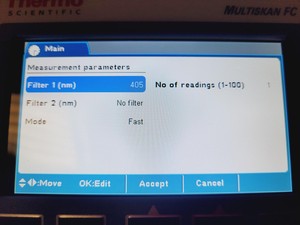 Thermo
SCIENTIFIC
MULTISKAN FC
Main
Measurement parameters
Filter 1 (nm) 405 No of readings (1-100) 1
Filter 2 (nm) No filter
Mode Fast
:Move OK:Edit Accept Cancel